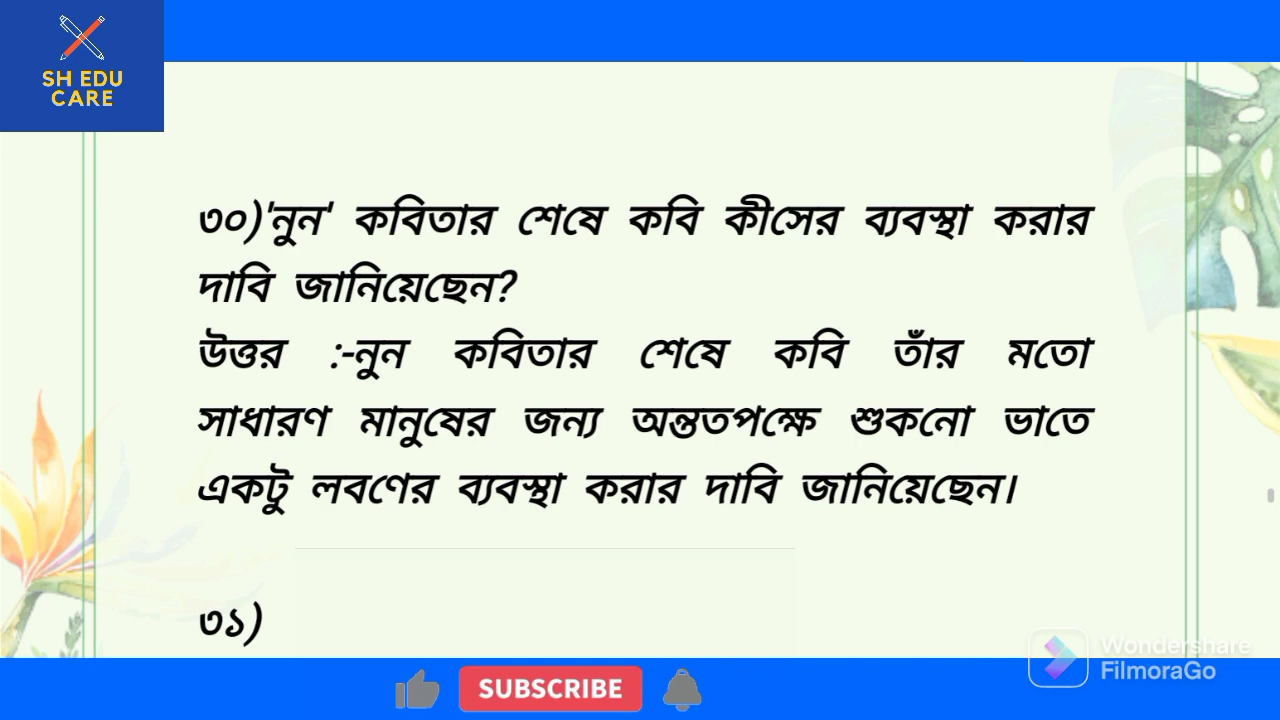 SH EDU
CARE
৩০)'নুন' কবিতার শেষে কবি কীসের ব্যবস্থা করার
দাবি জানিয়েছেন?
উত্তর :-নুন কবিতার শেষে কবি তাঁর মতো
সাধারণ মানুষের জন্য অন্ততপক্ষে শুকনো ভাতে
একটু লবণের ব্যবস্থা করার দাবি জানিয়েছেন।
৩১)
Wondershare
FilmoraGo
SUBSCRIBE